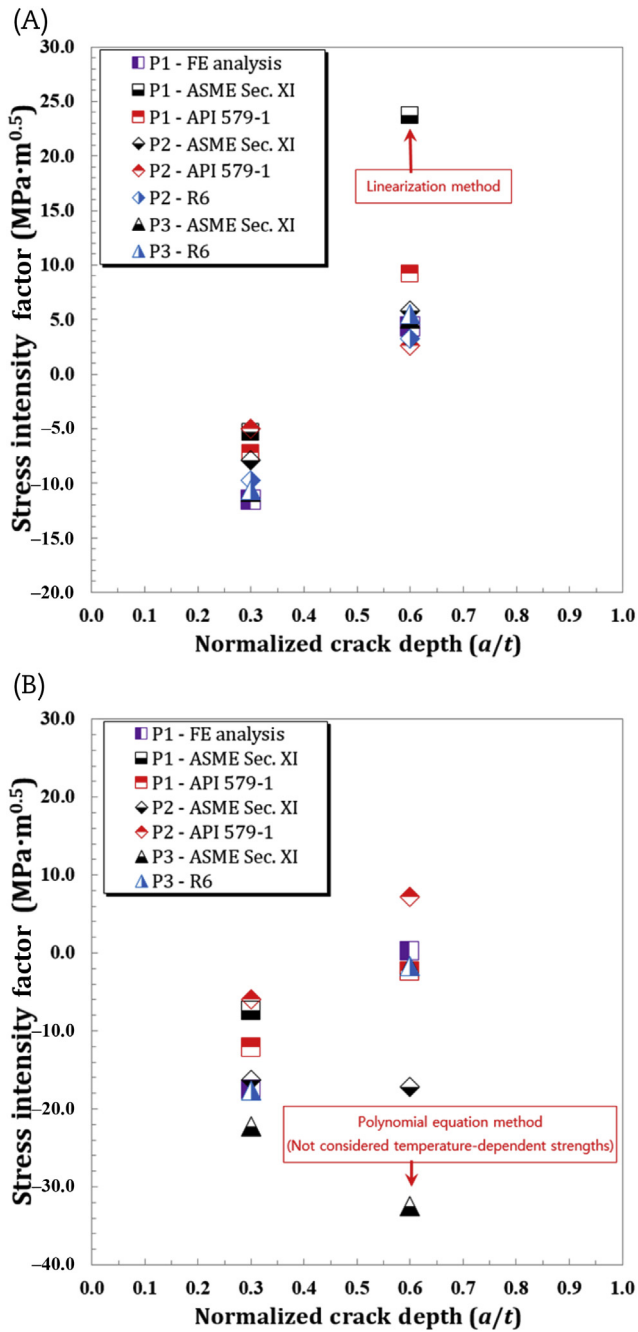 (A)
30.0
25.0
20.0
15.0
10.0
5.0
0.0
–5.0
–10.0
–15.0
–20.0
Stress intensity factor (MPa·m^0.5)
P1 - FE analysis
P1 - ASME Sec. XI
P1 - API 579-1
P2 - ASME Sec. XI
P2 - API 579-1
P2 - R6
P3 - ASME Sec. XI
P3 - R6
Linearization method
0.0 0.1 0.2 0.3 0.4 0.5 0.6 0.7 0.8 0.9 1.0
Normalized crack depth (a/t)
(B)
30.0
20.0
10.0
0.0
–10.0
–20.0
–30.0
–40.0
Stress intensity factor (MPa·m^0.5)
P1 - FE analysis
P1 - ASME Sec. XI
P1 - API 579-1
P2 - ASME Sec. XI
P2 - API 579-1
P3 - ASME Sec. XI
P3 - R6
Polynomial equation method
(Not considered temperature-dependent strengths)
0.0 0.1 0.2 0.3 0.4 0.5 0.6 0.7 0.8 0.9 1.0
Normalized crack depth (a/t)